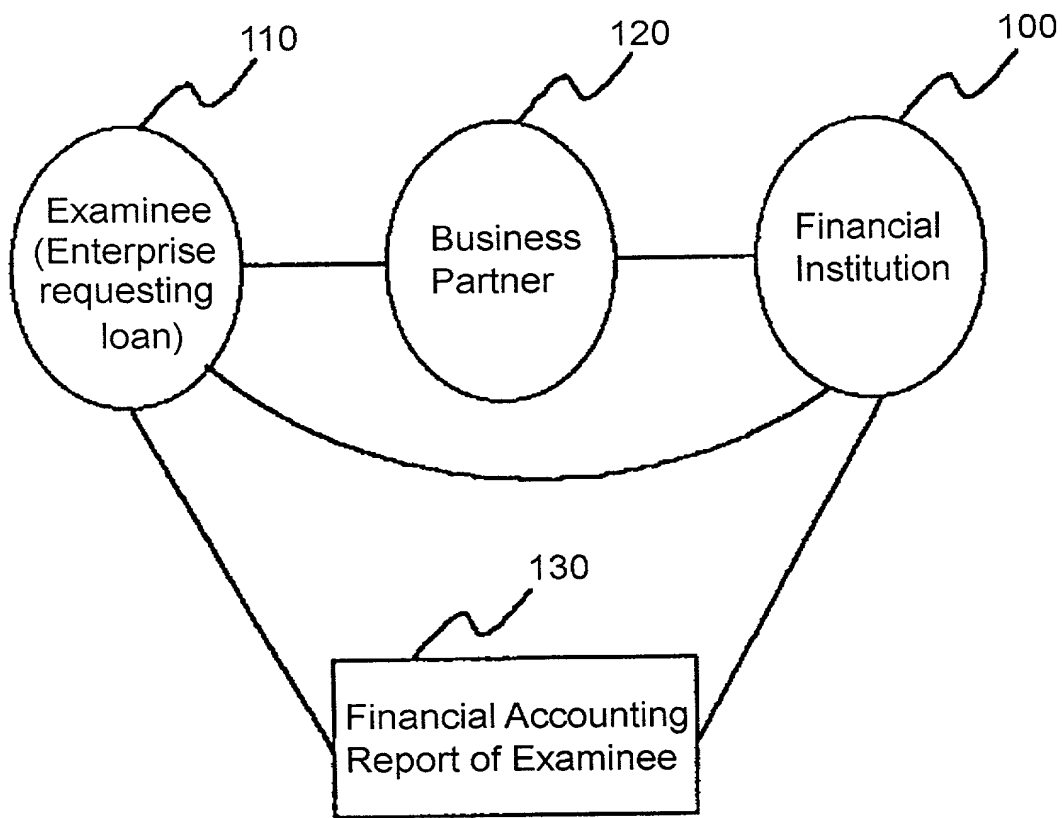 110
120
100
Examinee
(Enterprise
requesting
loan)
Business
Partner
Financial
Institution
130
Financial Accounting
Report of Examinee